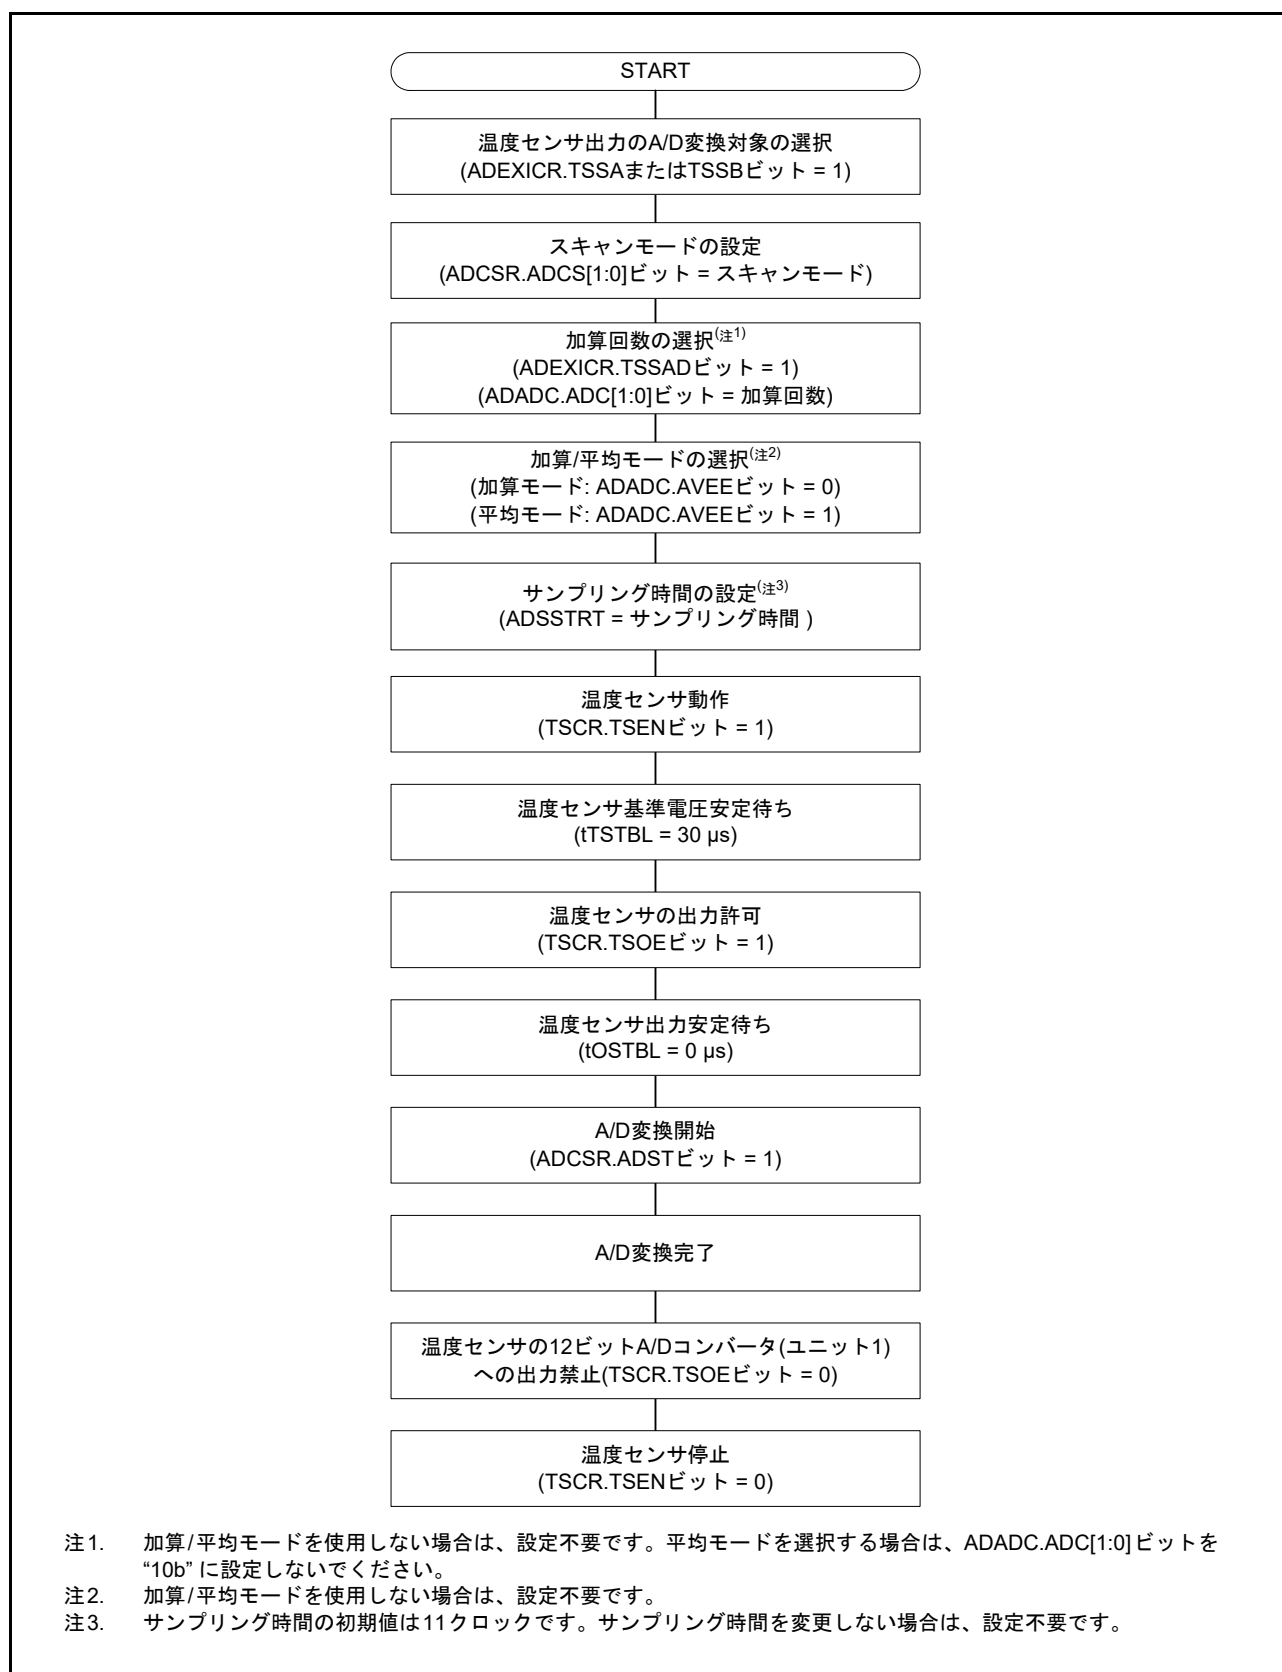 START
温度センサ出力のA/D変換対象の選択
(ADEXICR.TSSAまたはTSSBビット = 1)
スキャンモードの設定
(ADCSR.ADCS[1:0]ビット = スキャンモード)
加算回数の選択(注1)
(ADEXICR.TSSADビット = 1)
(ADADC.ADC[1:0]ビット = 加算回数)
加算/平均モードの選択(注2)
(加算モード: ADADC.AVEEビット = 0)
(平均モード: ADADC.AVEEビット = 1)
サンプリング時間の設定(注3)
(ADSSTRT = サンプリング時間 )
温度センサ動作
(TSCR.TSENビット = 1)
温度センサ基準電圧安定待ち
(tTSTBL = 30 µs)
温度センサの出力許可
(TSCR.TSOEビット = 1)
温度センサ出力安定待ち
(tOSTBL = 0 µs)
A/D変換開始
(ADCSR.ADSTビット = 1)
A/D変換完了
温度センサの12ビットA/Dコンバータ(ユニット1)
への出力禁止(TSCR.TSOEビット = 0)
温度センサ停止
(TSCR.TSENビット = 0)
注1. 加算/平均モードを使用しない場合は、設定不要です。平均モードを選択する場合は、ADADC.ADC[1:0]ビットを
“10b” に設定しないでください。
注2. 加算/平均モードを使用しない場合は、設定不要です。
注3. サンプリング時間の初期値は11クロックです。サンプリング時間を変更しない場合は、設定不要です。